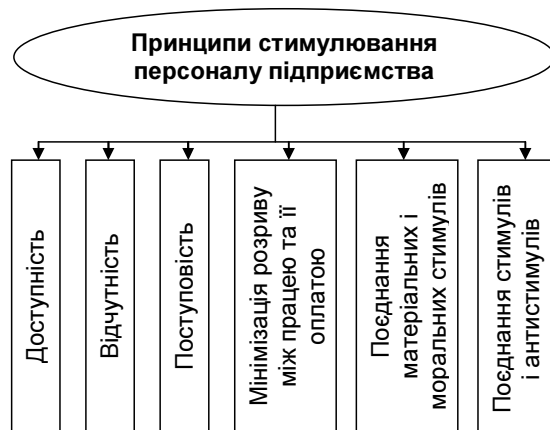 Принципи стимулювання
персоналу підприємства
Доступність
Відчутність
Поступовість
Мінімізація розриву
між працею та її
оплатою
Поєднання
матеріальних і
моральних стимулів
Поєднання стимулів
і антистимулів